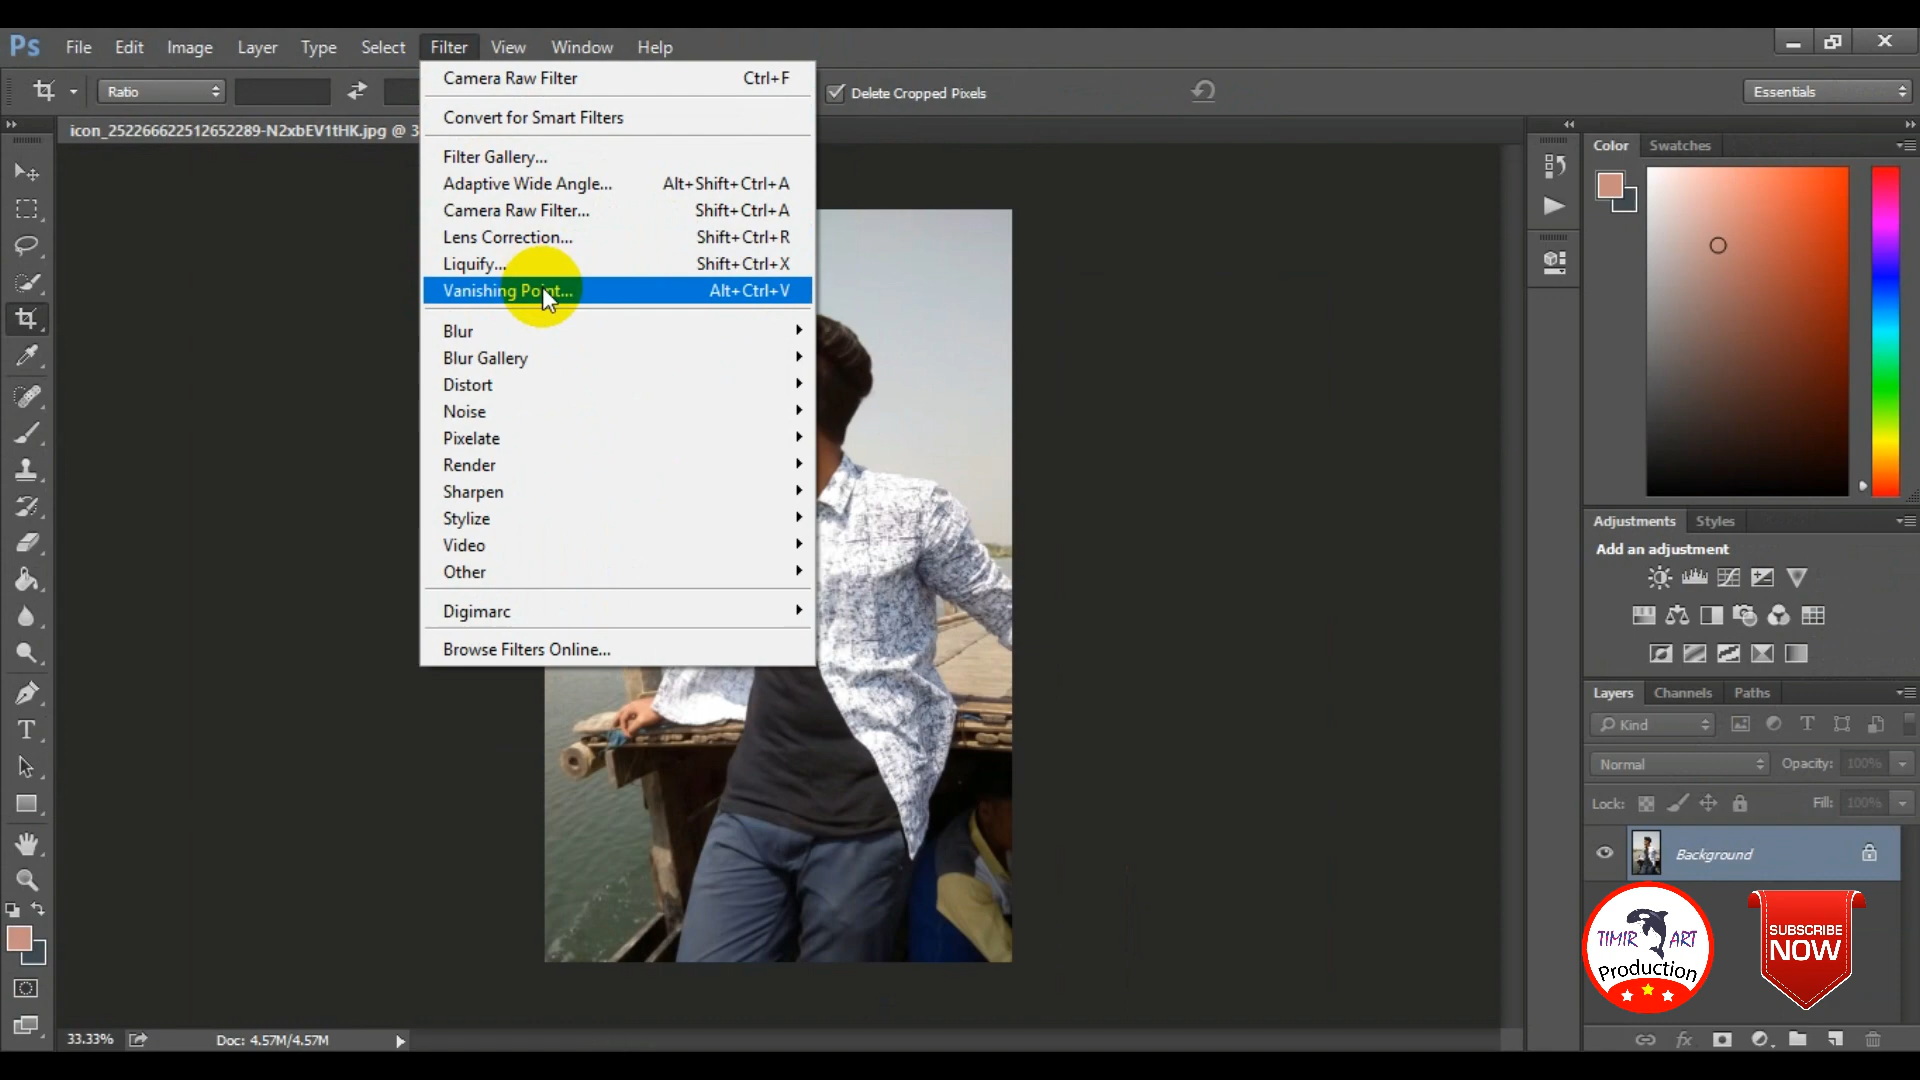 Ps File Edit Image Layer Type Select Filter View Window Help
Ratio
Delete Cropped Pixels
Essentials
icon_252266622512652289-N2xbEV1tHK.jpg @ 3
Camera Raw Filter Ctrl+F
Convert for Smart Filters
Filter Gallery...
Adaptive Wide Angle... Alt+Shift+Ctrl+A
Camera Raw Filter... Shift+Ctrl+A
Lens Correction... Shift+Ctrl+R
Liquify... Shift+Ctrl+X
Vanishing Point... Alt+Ctrl+V
Blur
Blur Gallery
Distort
Noise
Pixelate
Render
Sharpen
Stylize
Video
Other
Digimarc
Browse Filters Online...
Color Swatches
Adjustments Styles
Add an adjustment
Layers Channels Paths
Kind
Normal Opacity: 100%
Lock: Fill: 100%
Background
TIMIR ART
Production
SUBSCRIBE
NOW
fx
33.33% Doc: 4.57M/4.57M